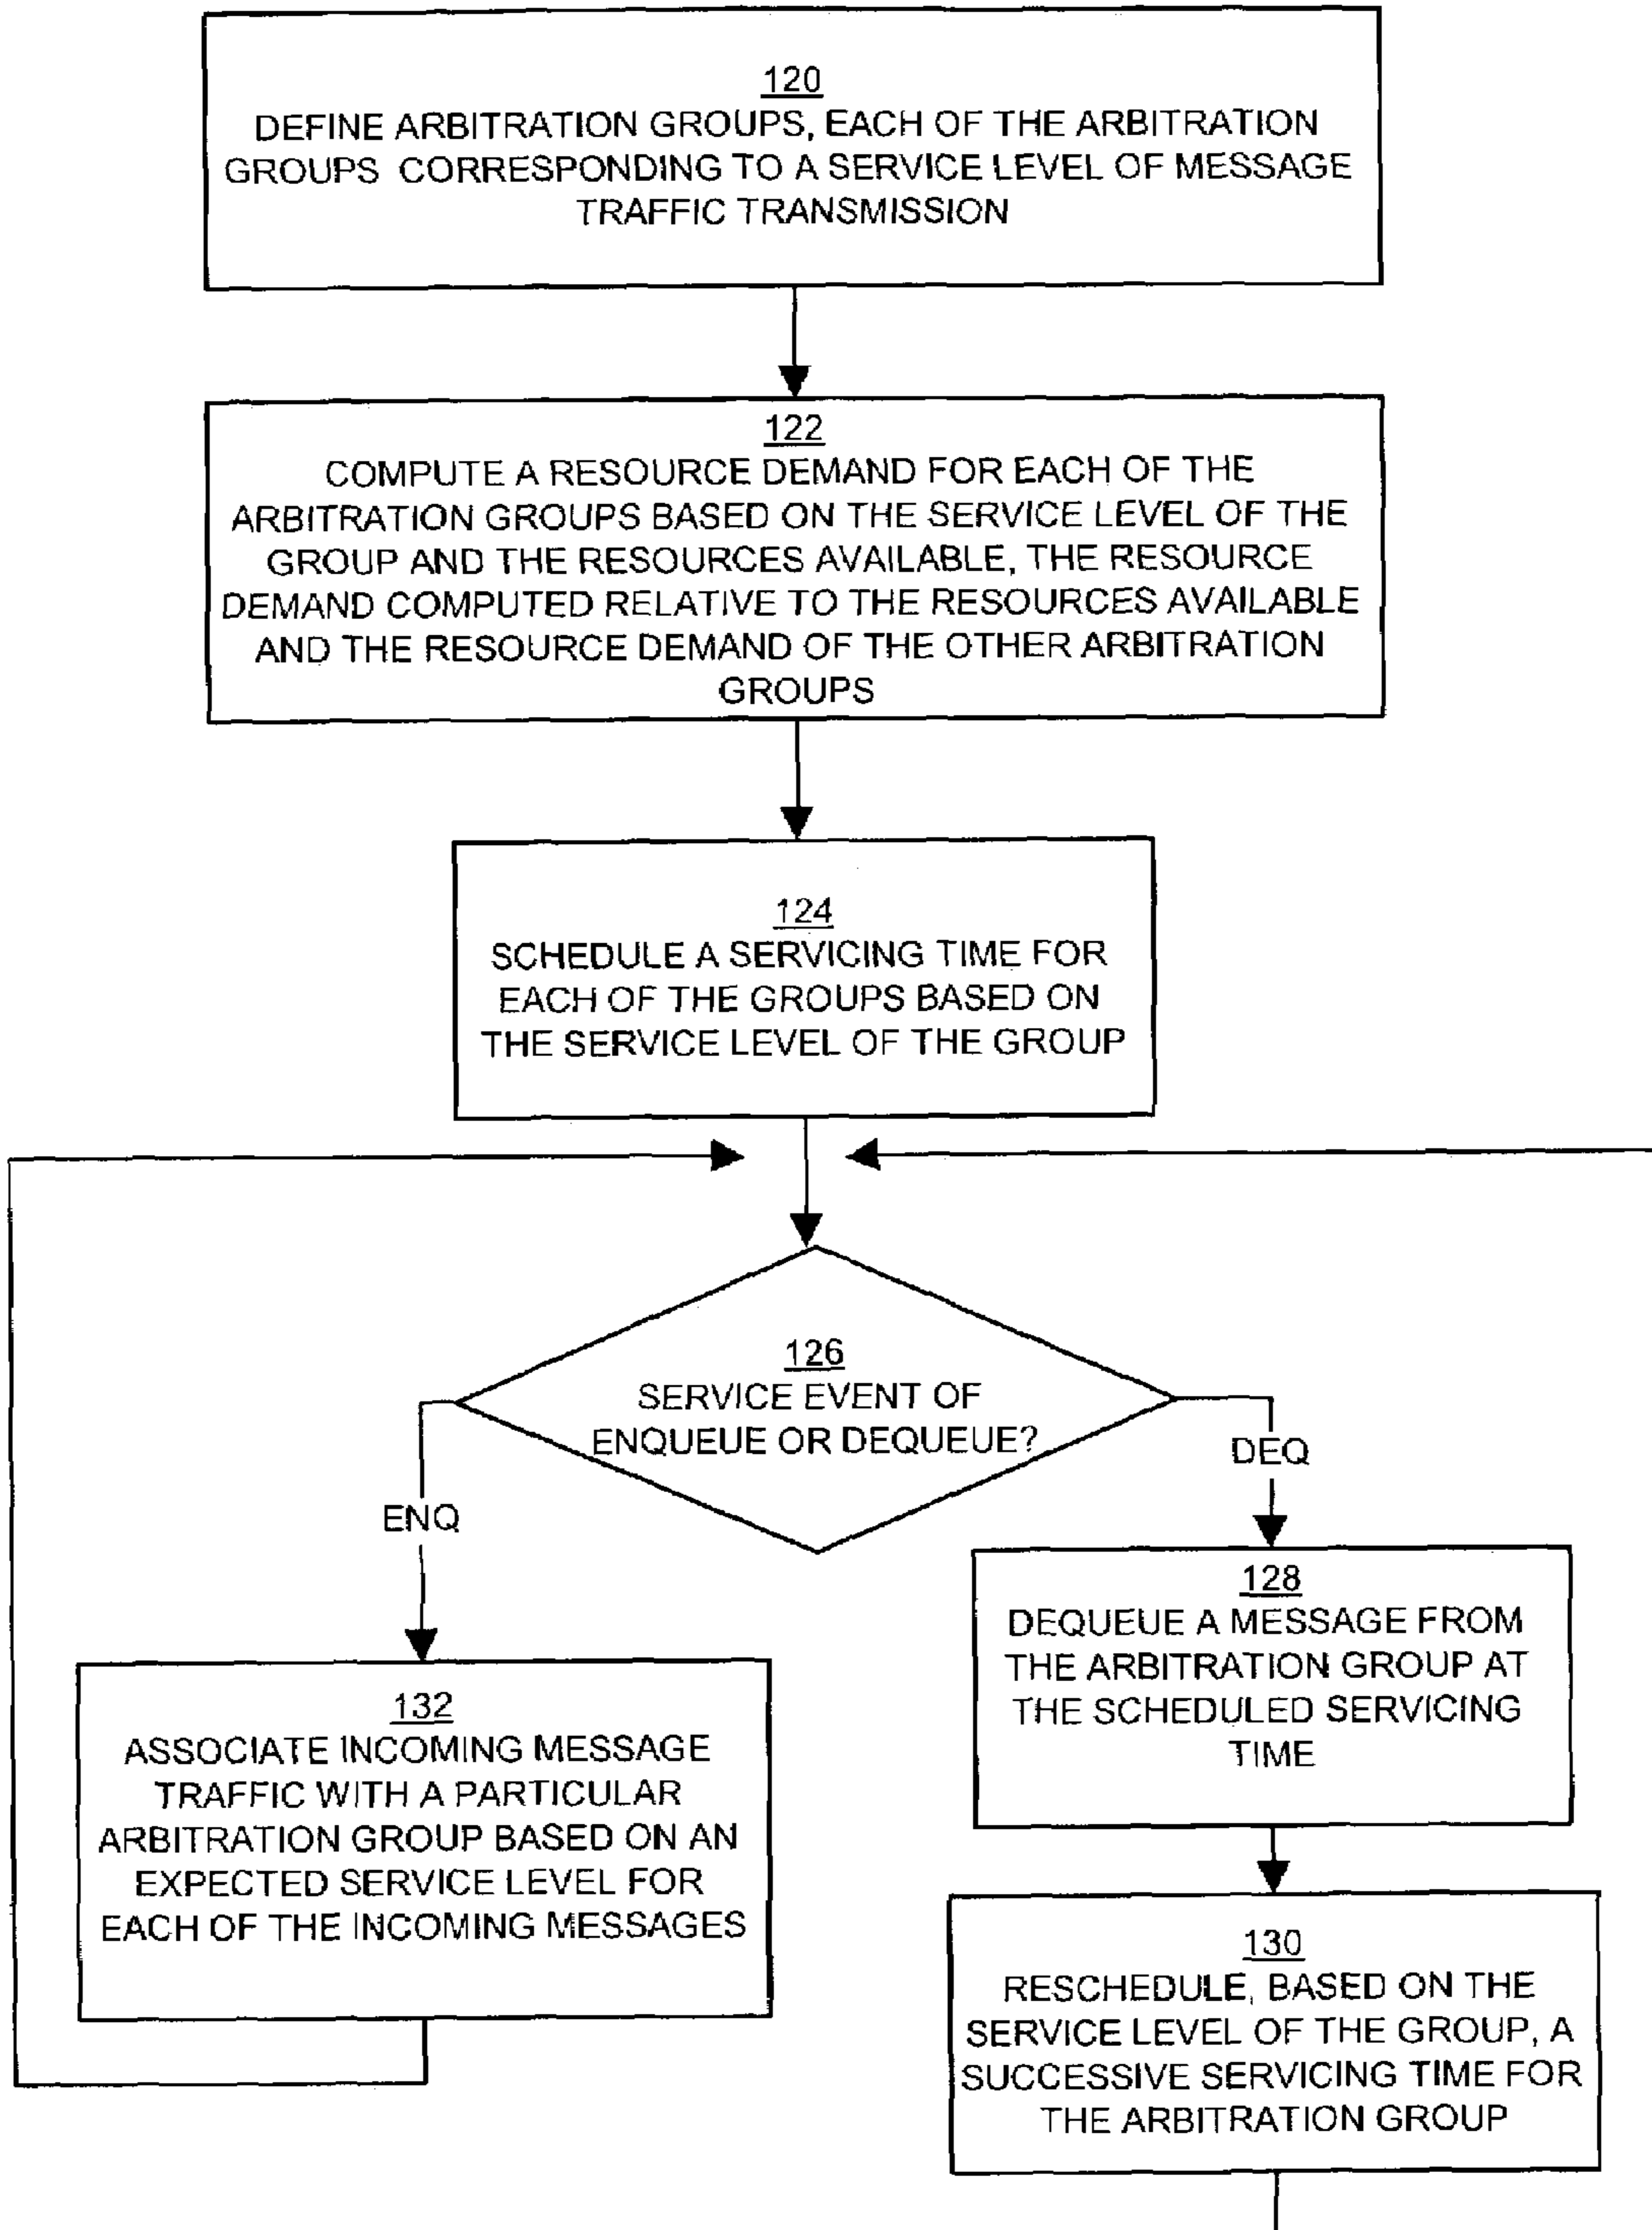 120
DEFINE ARBITRATION GROUPS, EACH OF THE ARBITRATION
GROUPS CORRESPONDING TO A SERVICE LEVEL OF MESSAGE
TRAFFIC TRANSMISSION
122
COMPUTE A RESOURCE DEMAND FOR EACH OF THE
ARBITRATION GROUPS BASED ON THE SERVICE LEVEL OF THE
GROUP AND THE RESOURCES AVAILABLE, THE RESOURCE
DEMAND COMPUTED RELATIVE TO THE RESOURCES AVAILABLE
AND THE RESOURCE DEMAND OF THE OTHER ARBITRATION
GROUPS
124
SCHEDULE A SERVICING TIME FOR
EACH OF THE GROUPS BASED ON
THE SERVICE LEVEL OF THE GROUP
126
SERVICE EVENT OF
ENQUEUE OR DEQUEUE?
DEQ
ENQ
128
DEQUEUE A MESSAGE FROM
THE ARBITRATION GROUP AT
THE SCHEDULED SERVICING
TIME
132
ASSOCIATE INCOMING MESSAGE
TRAFFIC WITH A PARTICULAR
ARBITRATION GROUP BASED ON AN
EXPECTED SERVICE LEVEL FOR
EACH OF THE INCOMING MESSAGES
130
RESCHEDULE, BASED ON THE
SERVICE LEVEL OF THE GROUP, A
SUCCESSIVE SERVICING TIME FOR
THE ARBITRATION GROUP